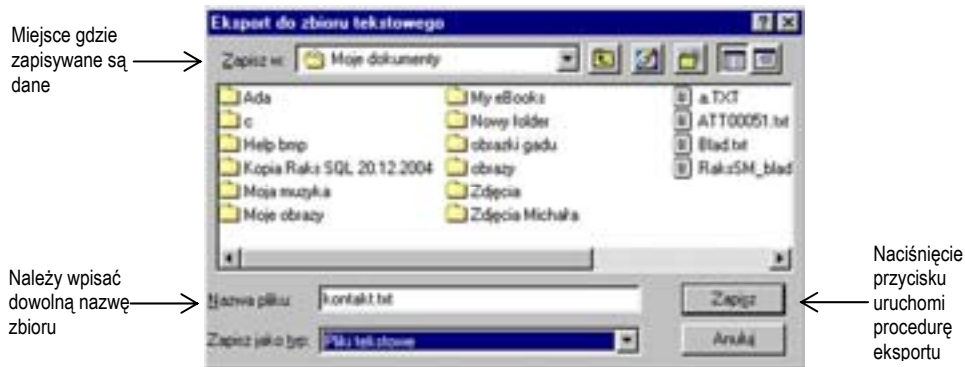 Eksport do zbioru tekstowego
Miejsce gdzie
zapisywane są
dane
Zapisz w:
Moje dokumenty
Ada
c
Help bmp
Kopia Raks SQL 20.12.2004
Moja muzyka
Moje obrazy
My eBooks
Nowy folder
obrazki gadu
obrazy
Zdjęcia
Zdjęcia Michała
a.TXT
ATT00051.txt
Blad.txt
RaksSM_blad
Należy wpisać
dowolną nazwę
zbioru
Nazwa pliku:
kontakt.txt
Zapisz
Zapisz jako typ:
Pliki tekstowe
Anuluj
Naciśnięcie
przycisku
uruchomi
procedurę
eksportu